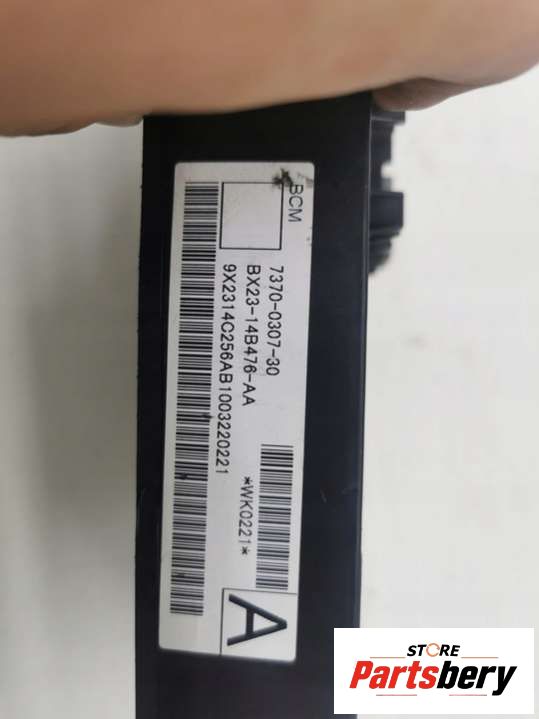 BCM
7370-0307-30
BX23-14B476-AA
9X2314C256AB1003220221
*WK0221*
A
STORE
Partsbery